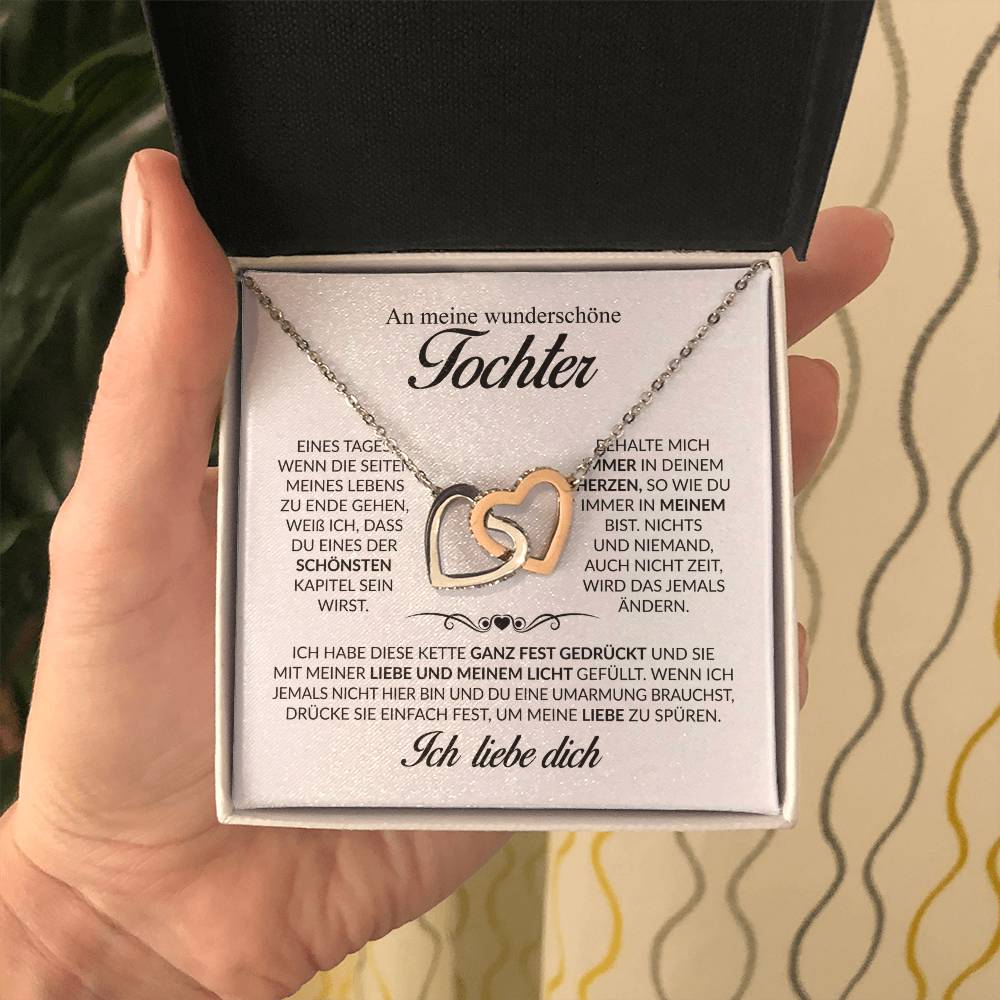 An meine wunderschöne
Tochter
EINES TAGES,
WENN DIE SEITEN
MEINES LEBENS
ZU ENDE GEHEN,
WEIß ICH, DASS
DU EINES DER
SCHÖNSTEN
KAPITEL SEIN
WIRST.
BEHALTE MICH
IMMER IN DEINEM
HERZEN, SO WIE DU
IMMER IN MEINEM
BIST. NICHTS
UND NIEMAND,
AUCH NICHT ZEIT,
WIRD DAS JEMALS
ÄNDERN.
ICH HABE DIESE KETTE GANZ FEST GEDRÜCKT UND SIE
MIT MEINER LIEBE UND MEINEM LICHT GEFÜLLT. WENN ICH
JEMALS NICHT HIER BIN UND DU EINE UMARMUNG BRAUCHST,
DRÜCKE SIE EINFACH FEST, UM MEINE LIEBE ZU SPÜREN.
Ich liebe dich